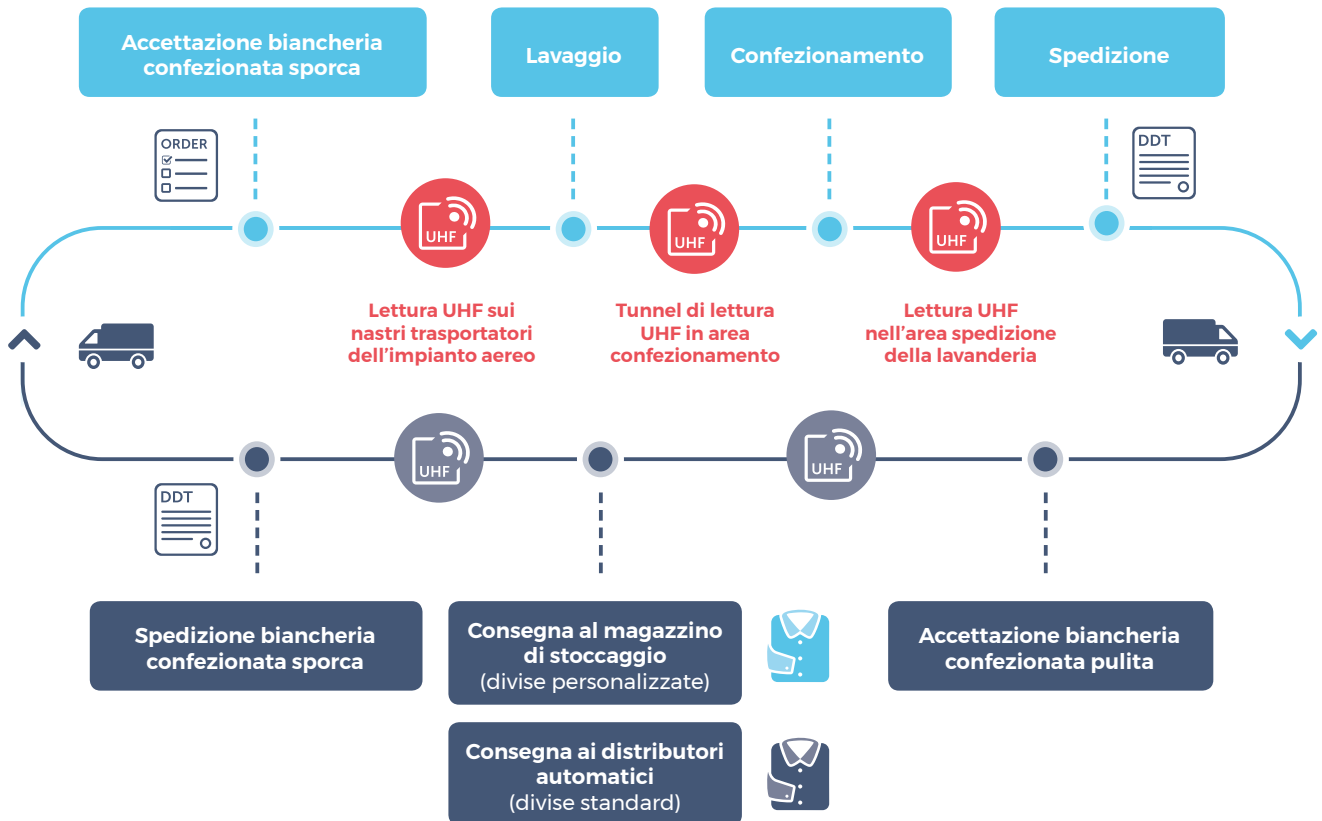 Accettazione biancheria
confezionata sporca
Lavaggio
Confezionamento
Spedizione
ORDER
DDT
UHF
UHF
UHF
Lettura UHF sui
nastri trasportatori
dell'impianto aereo
Tunnel di lettura
UHF in area
confezionamento
Lettura UHF
nell'area spedizione
della lavanderia
UHF
UHF
DDT
Spedizione biancheria
confezionata sporca
Consegna al magazzino
di stoccaggio
(divise personalizzate)
Accettazione biancheria
confezionata pulita
Consegna ai distributori
automatici
(divise standard)